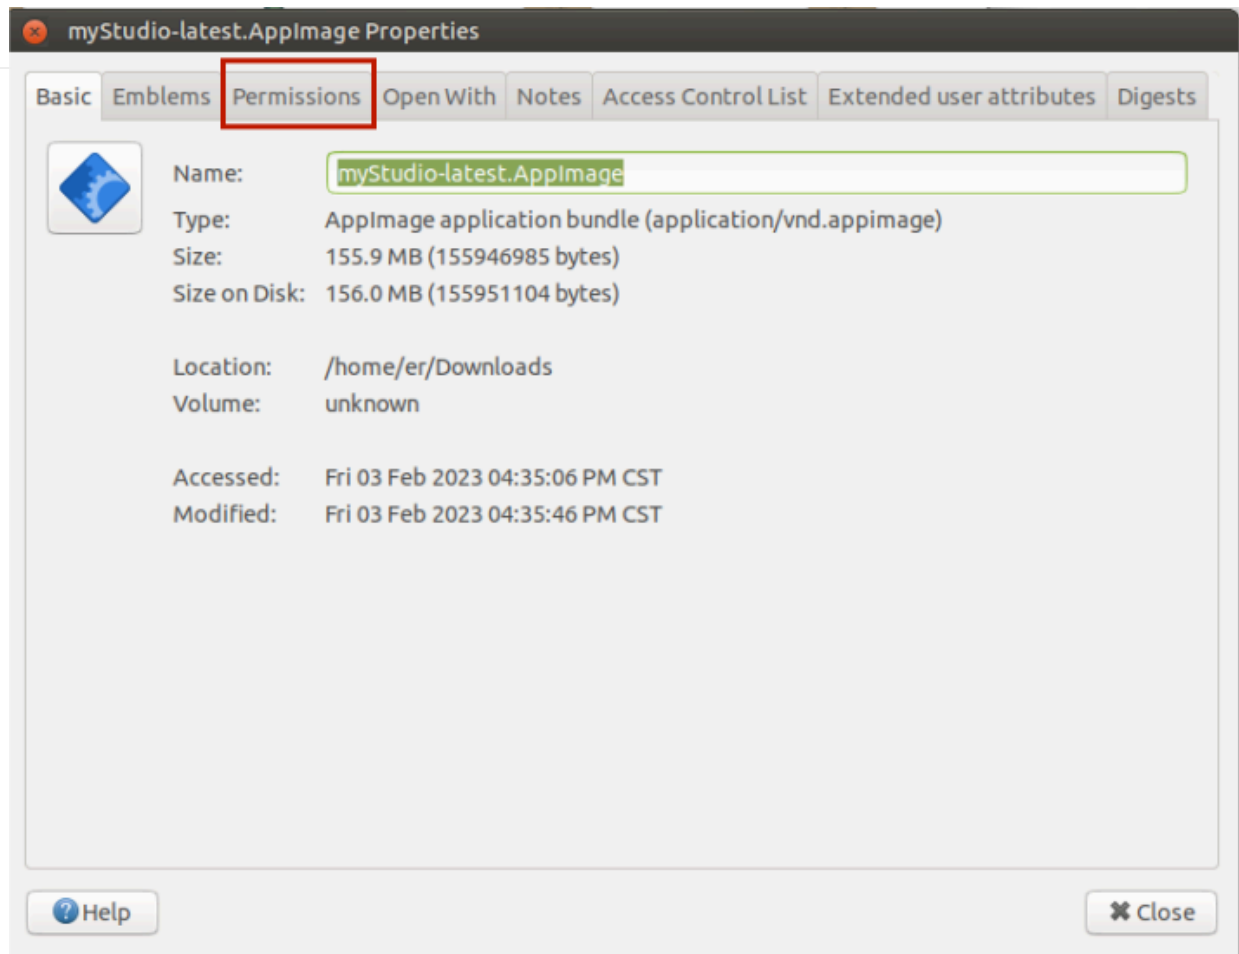 myStudio-latest.AppImage Properties
Basic Emblems Permissions Open With Notes Access Control List Extended user attributes Digests
Name: myStudio-latest.AppImage
Type: AppImage application bundle (application/vnd.appimage)
Size: 155.9 MB (155946985 bytes)
Size on Disk: 156.0 MB (155951104 bytes)
Location: /home/er/Downloads
Volume: unknown
Accessed: Fri 03 Feb 2023 04:35:06 PM CST
Modified: Fri 03 Feb 2023 04:35:46 PM CST
Help Close